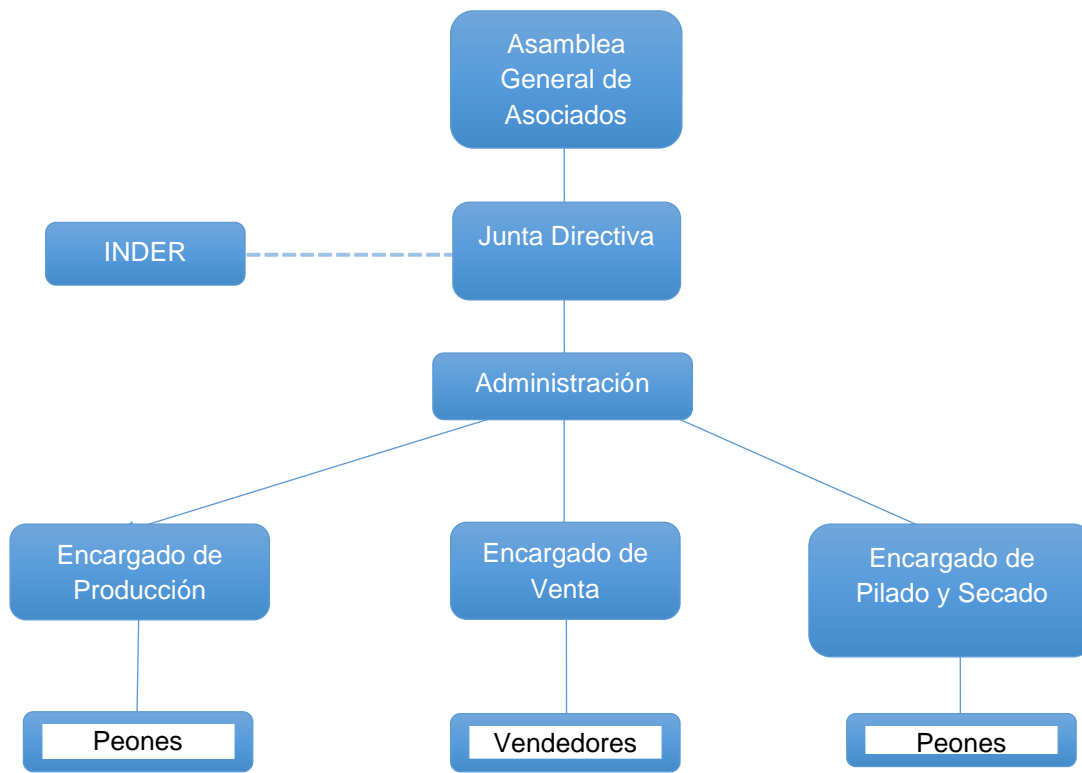 Asamblea
General de
Asociados
INDER
Junta Directiva
Administración
Encargado de
Producción
Encargado de
Venta
Encargado de
Pilado y Secado
Peones
Vendedores
Peones